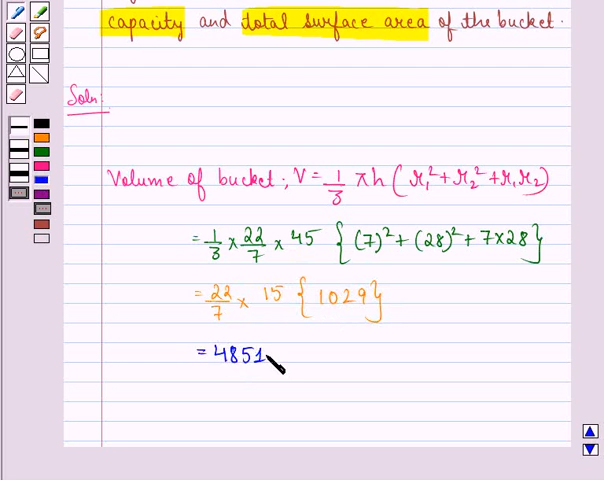 capacity and total surface area of the bucket.
Soln:
Volume of bucket, V = 1/3 πh (r₁² + r₂² + r₁r₂)
= 1/3 × 22/7 × 45 { (7)² + (28)² + 7×28 }
= 22/7 × 15 { 1029 }
= 4851